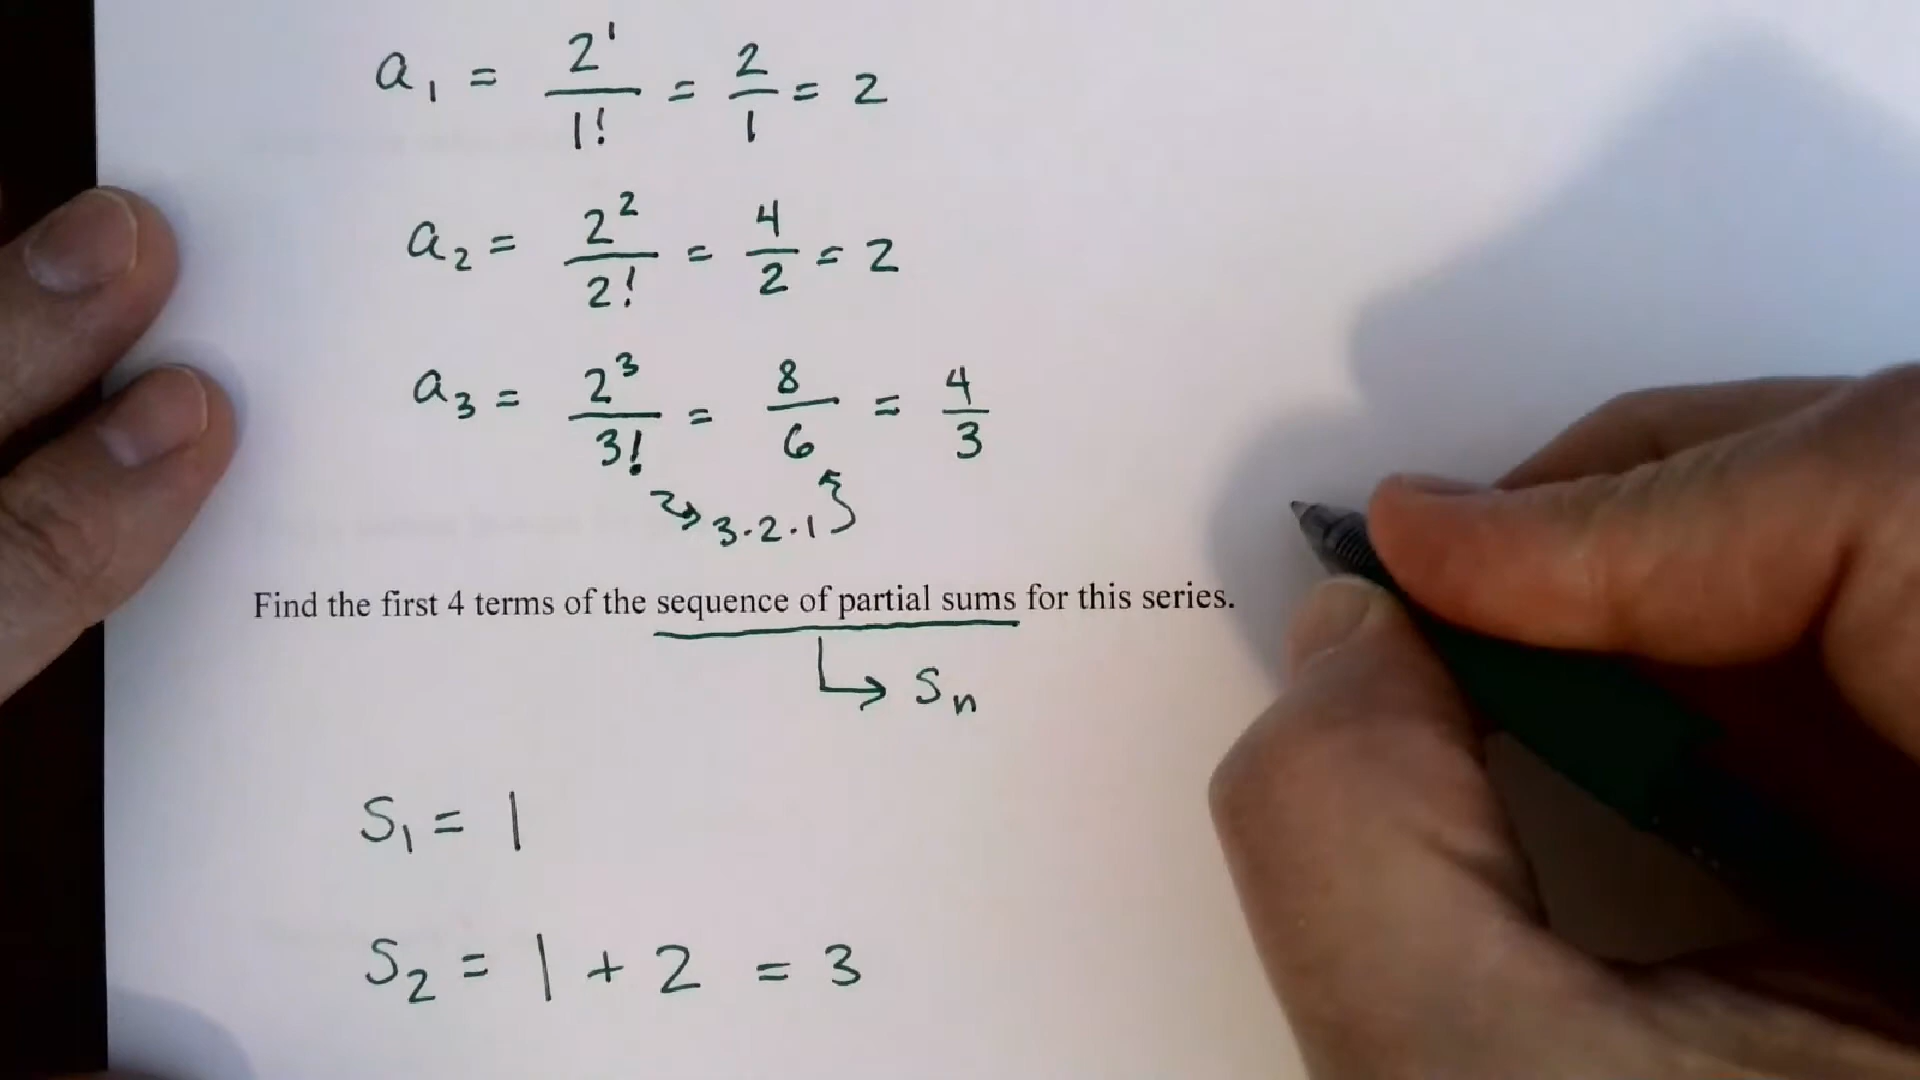 a₁ = 2¹/1! = 2/1 = 2
a₂ = 2²/2! = 4/2 = 2
a₃ = 2³/3! = 8/6 = 4/3
3·2·1
Find the first 4 terms of the sequence of partial sums for this series.
Sₙ
S₁ = 1
S₂ = 1 + 2 = 3